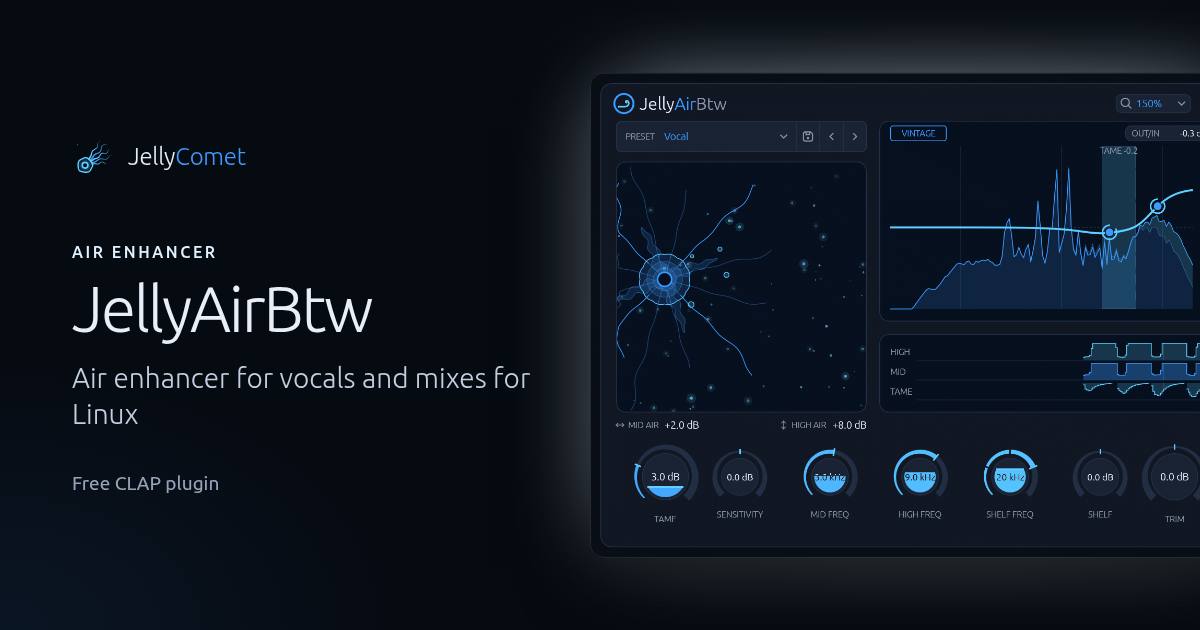 JellyComet
AIR ENHANCER
JellyAirBtw
Air enhancer for vocals and mixes for
Linux
Free CLAP plugin
JellyAirBtw
150%
PRESET Vocal
VINTAGE
OUT/IN -0.3
TAME -0.2
HIGH
MID
TAME
MID AIR +2.0 dB
HIGH AIR +8.0 dB
3.0 dB
0.0 dB
9.0 kHz
20 kHz
0.0 dB
0.0 dB
TAME
SENSITIVITY
MID FREQ
HIGH FREQ
SHELF FREQ
SHELF
TRIM